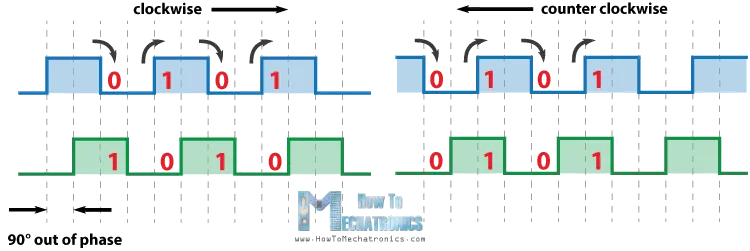 clockwise
counter clockwise
0 1 0 1
0 1 0 1
1 0 1 0
0 1 0 1
90° out of phase
How To
MECHATRONICS
www.HowToMechatronics.com